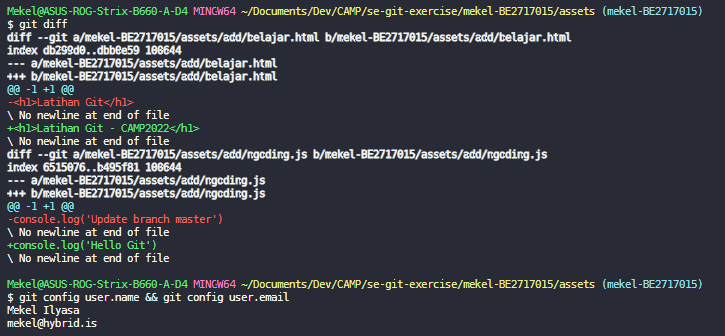 Mekel@ASUS-ROG-Strix-B660-A-D4 MINGW64 ~/Documents/Dev/CAMP/se-git-exercise/mekel-BE2717015/assets (mekel-BE2717015)
$ git diff
diff --git a/mekel-BE2717015/assets/add/belajar.html b/mekel-BE2717015/assets/add/belajar.html
index db299d0..dbb0e59 100644
--- a/mekel-BE2717015/assets/add/belajar.html
+++ b/mekel-BE2717015/assets/add/belajar.html
@@ -1 +1 @@
-<h1>Latihan Git</h1>
\ No newline at end of file
+<h1>Latihan Git - CAMP2022</h1>
\ No newline at end of file
diff --git a/mekel-BE2717015/assets/add/ngcding.js b/mekel-BE2717015/assets/add/ngcding.js
index 6515076..b495f81 100644
--- a/mekel-BE2717015/assets/add/ngcding.js
+++ b/mekel-BE2717015/assets/add/ngcding.js
@@ -1 +1 @@
-console.log('Update branch master')
\ No newline at end of file
+console.log('Hello Git')
\ No newline at end of file
Mekel@ASUS-ROG-Strix-B660-A-D4 MINGW64 ~/Documents/Dev/CAMP/se-git-exercise/mekel-BE2717015/assets (mekel-BE2717015)
$ git config user.name && git config user.email
Mekel Ilyasa
mekel@hybrid.is